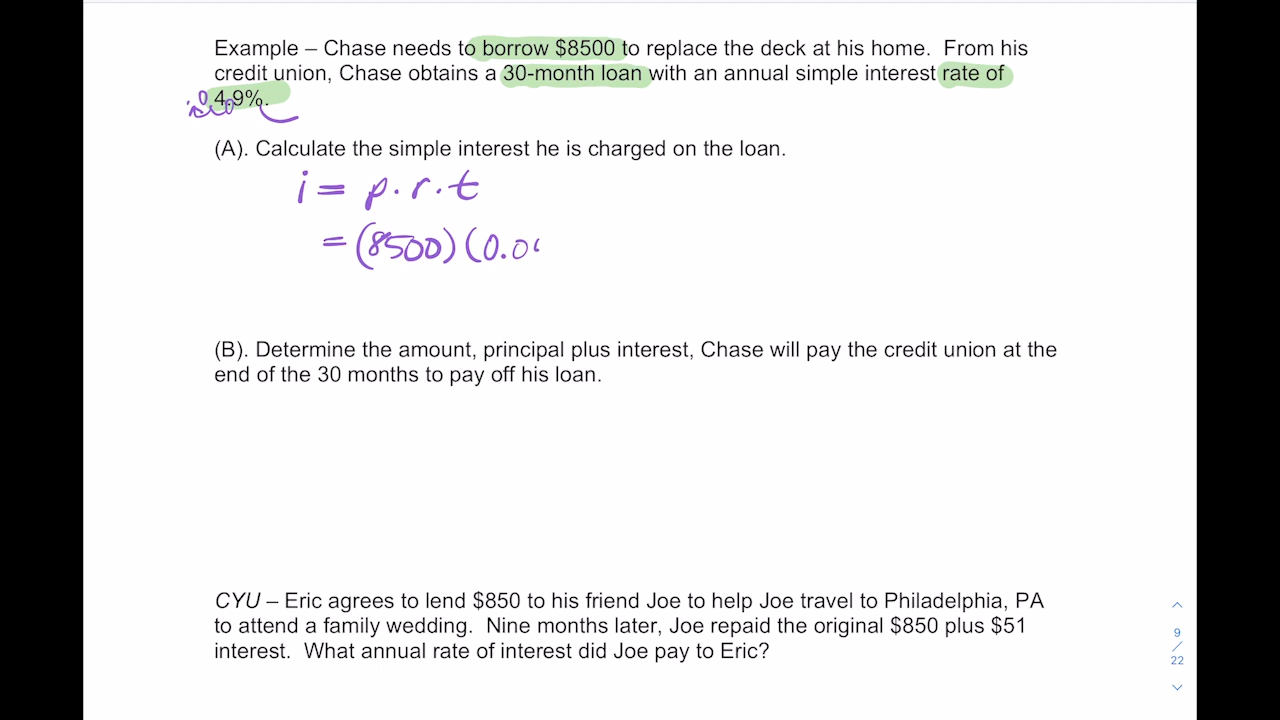 Example – Chase needs to borrow $8500 to replace the deck at his home.  From his
credit union, Chase obtains a 30-month loan with an annual simple interest rate of
4.9%.
(A). Calculate the simple interest he is charged on the loan.
i = p · r · t
= (8500)(0.0
(B). Determine the amount, principal plus interest, Chase will pay the credit union at the
end of the 30 months to pay off his loan.
CYU – Eric agrees to lend $850 to his friend Joe to help Joe travel to Philadelphia, PA
to attend a family wedding.  Nine months later, Joe repaid the original $850 plus $51
interest.  What annual rate of interest did Joe pay to Eric?
9
/
22